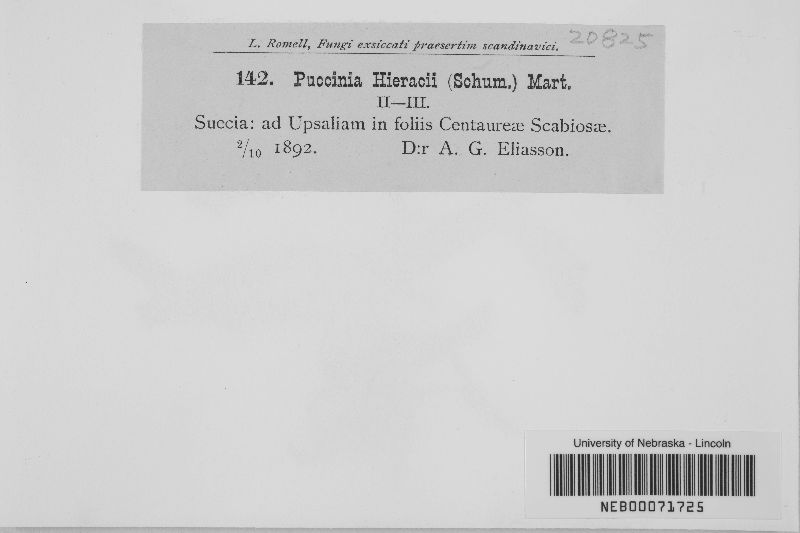 L. Romell, Fungi exsiccati præsertim scandinavici. 20825
142. Puccinia Hieracii (Schum.) Mart.
II—III.
Succia: ad Upsaliam in foliis Centaureæ Scabiosæ.
2/10 1892. D:r A. G. Eliasson.
University of Nebraska - Lincoln
NEB00071725